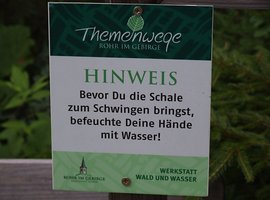 Themenwege
ROHR IM GEBIRGE
HINWEIS
Bevor Du die Schale
zum Schwingen bringst,
befeuchte Deine Hände
mit Wasser!
ROHR IM GEBIRGE
WERKSTATT
WALD UND WASSER